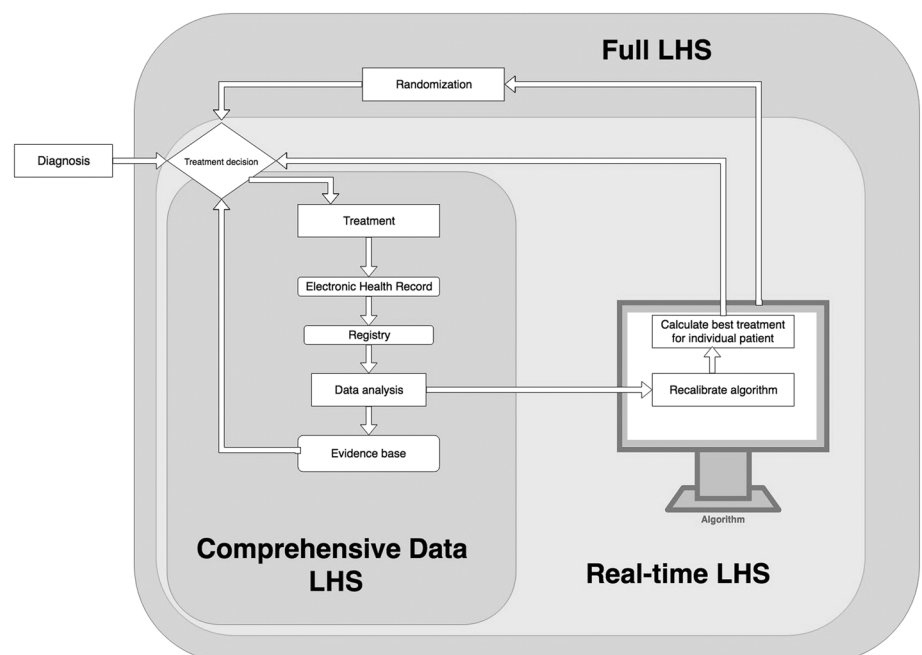 Full LHS
Randomization
Diagnosis
Treatment decision
Treatment
Electronic Health Record
Registry
Data analysis
Evidence base
Calculate best treatment
for individual patient
Recalibrate algorithm
Algorithm
Comprehensive Data
LHS
Real-time LHS